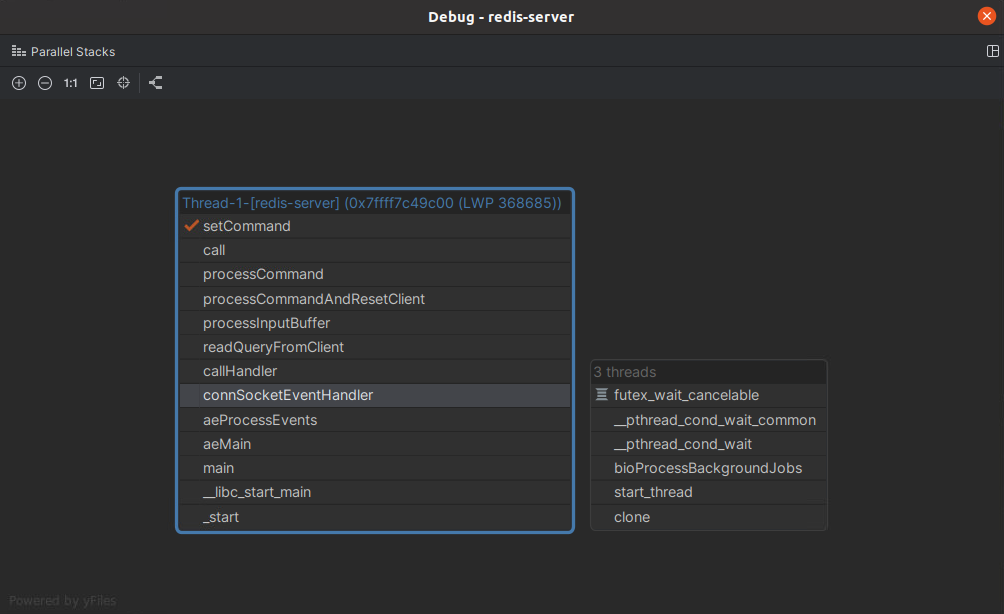 Debug - redis-server
Parallel Stacks
1:1
Thread-1-[redis-server] (0x7ffff7c49c00 (LWP 368685))
setCommand
call
processCommand
processCommandAndResetClient
processInputBuffer
readQueryFromClient
callHandler
connSocketEventHandler
aeProcessEvents
aeMain
main
__libc_start_main
_start
3 threads
futex_wait_cancelable
__pthread_cond_wait_common
__pthread_cond_wait
bioProcessBackgroundJobs
start_thread
clone
Powered by yFiles